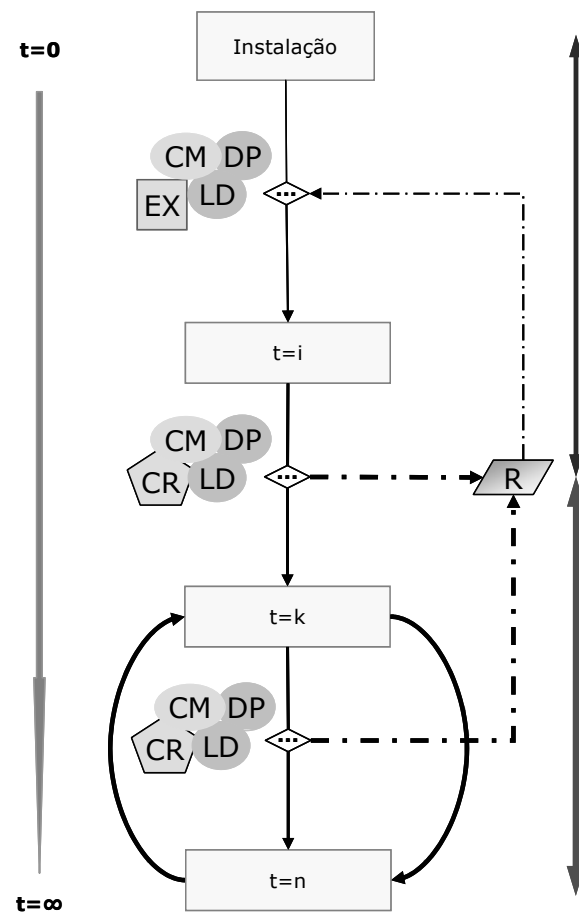 Instalação
t=0
CM DP
...
EX LD
t=i
CM DP
CR LD
...
R
t=k
CM DP
CR LD
...
t=n
t=∞